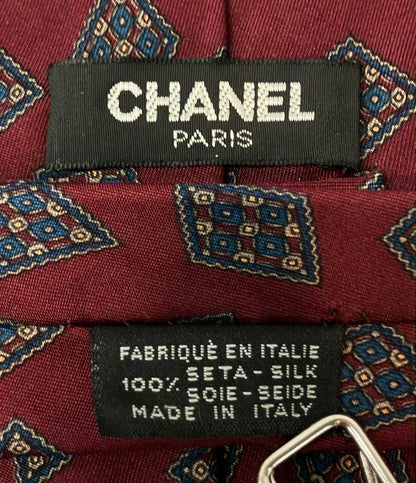 CHANEL
PARIS
FABRIQUÈ EN ITALIE
100% SETA - SILK
SOIE - SEIDE
MADE IN ITALY